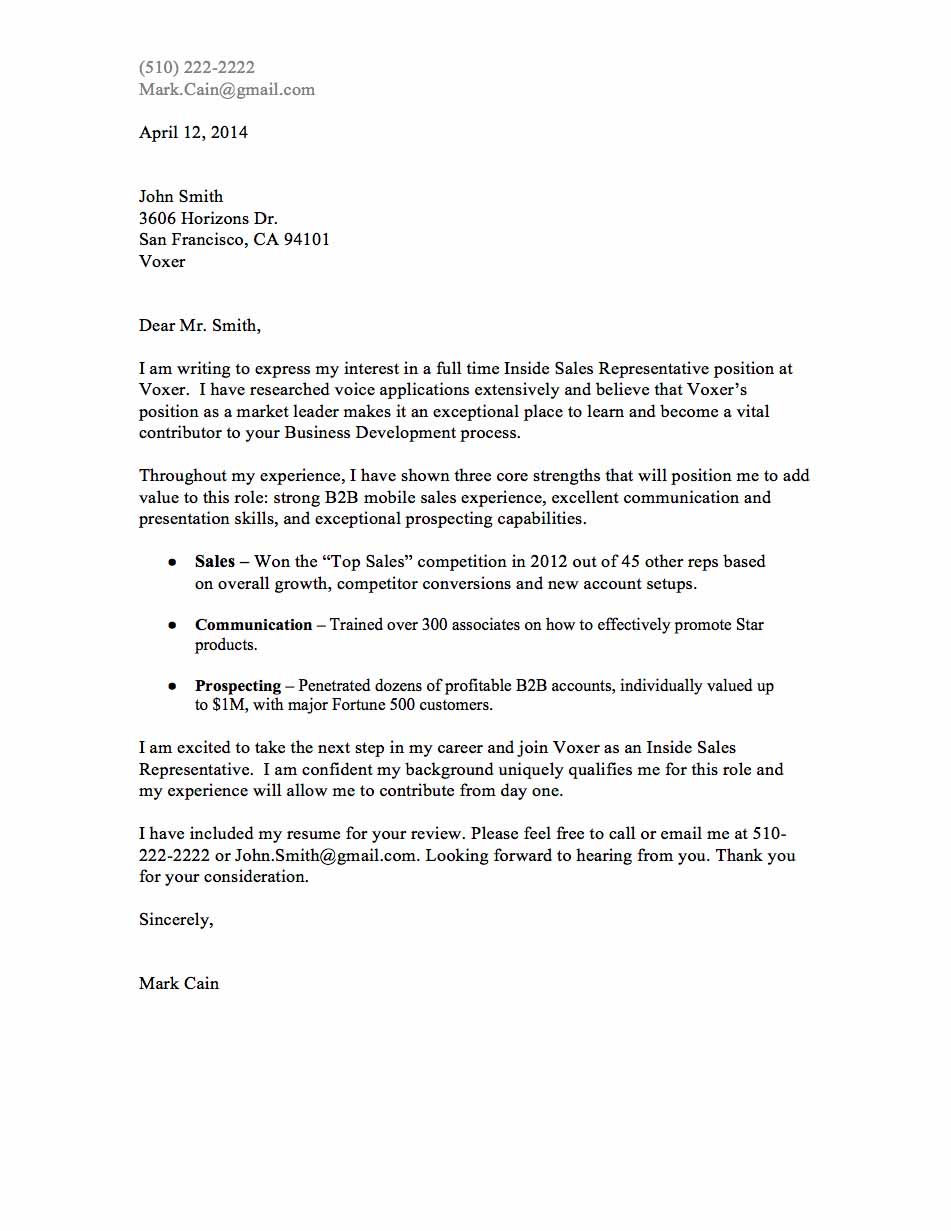 (510) 222-2222
Mark.Cain@gmail.com
April 12, 2014
John Smith
3606 Horizons Dr.
San Francisco, CA 94101
Voxer
Dear Mr. Smith,
I am writing to express my interest in a full time Inside Sales Representative position at
Voxer.  I have researched voice applications extensively and believe that Voxer’s
position as a market leader makes it an exceptional place to learn and become a vital
contributor to your Business Development process.
Throughout my experience, I have shown three core strengths that will position me to add
value to this role: strong B2B mobile sales experience, excellent communication and
presentation skills, and exceptional prospecting capabilities.
● Sales – Won the “Top Sales” competition in 2012 out of 45 other reps based
on overall growth, competitor conversions and new account setups.
● Communication – Trained over 300 associates on how to effectively promote Star
products.
● Prospecting – Penetrated dozens of profitable B2B accounts, individually valued up
to $1M, with major Fortune 500 customers.
I am excited to take the next step in my career and join Voxer as an Inside Sales
Representative.  I am confident my background uniquely qualifies me for this role and
my experience will allow me to contribute from day one.
I have included my resume for your review. Please feel free to call or email me at 510-
222-2222 or John.Smith@gmail.com. Looking forward to hearing from you. Thank you
for your consideration.
Sincerely,
Mark Cain